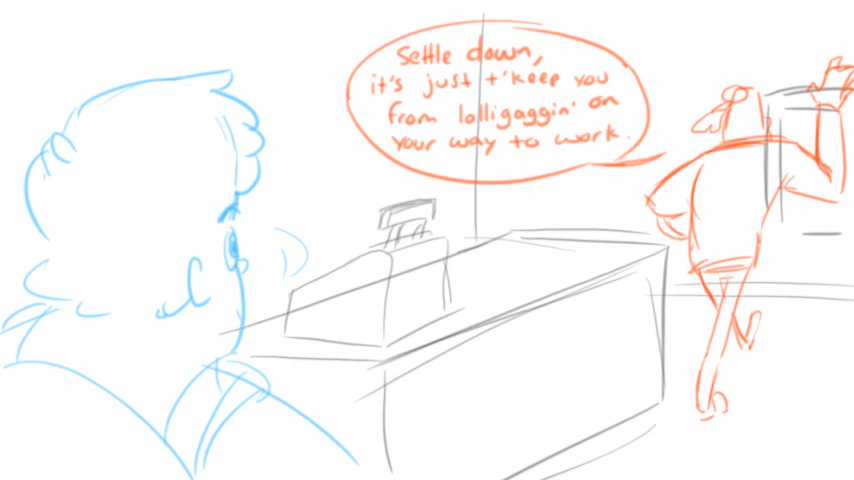 Settle down,
it's just t'keep you
from lolligaggin' on
your way to work.